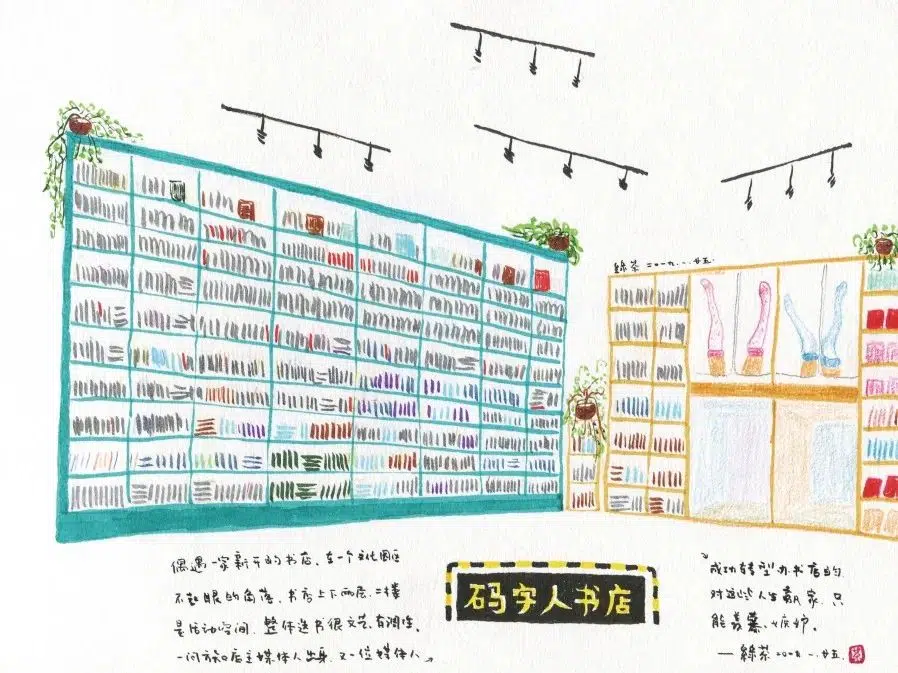 綠茶 二〇一九.一.廿五.
偶遇一家新开的书店,在一个文化园区
不起眼的角落,书店上下两层,二楼
是活动空间,整体选书很文艺,有调性。
一问方知店主媒体人出身,又一位媒体人
码字人书店
成功转型办书店的.
对这些人生赢家,只
能羡慕、嫉妒。
— 綠茶 二〇一九.一.廿五.